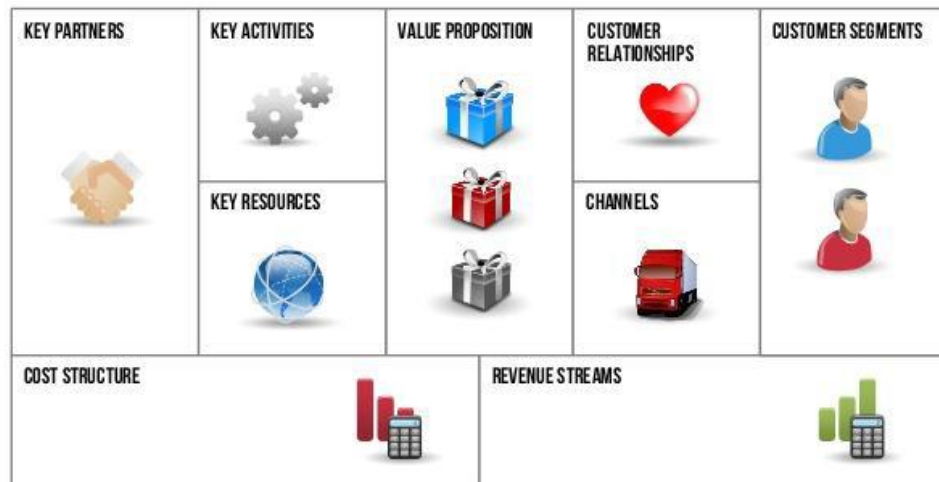 KEY PARTNERS
KEY ACTIVITIES
VALUE PROPOSITION
CUSTOMER
RELATIONSHIPS
CUSTOMER SEGMENTS
KEY RESOURCES
CHANNELS
COST STRUCTURE
REVENUE STREAMS